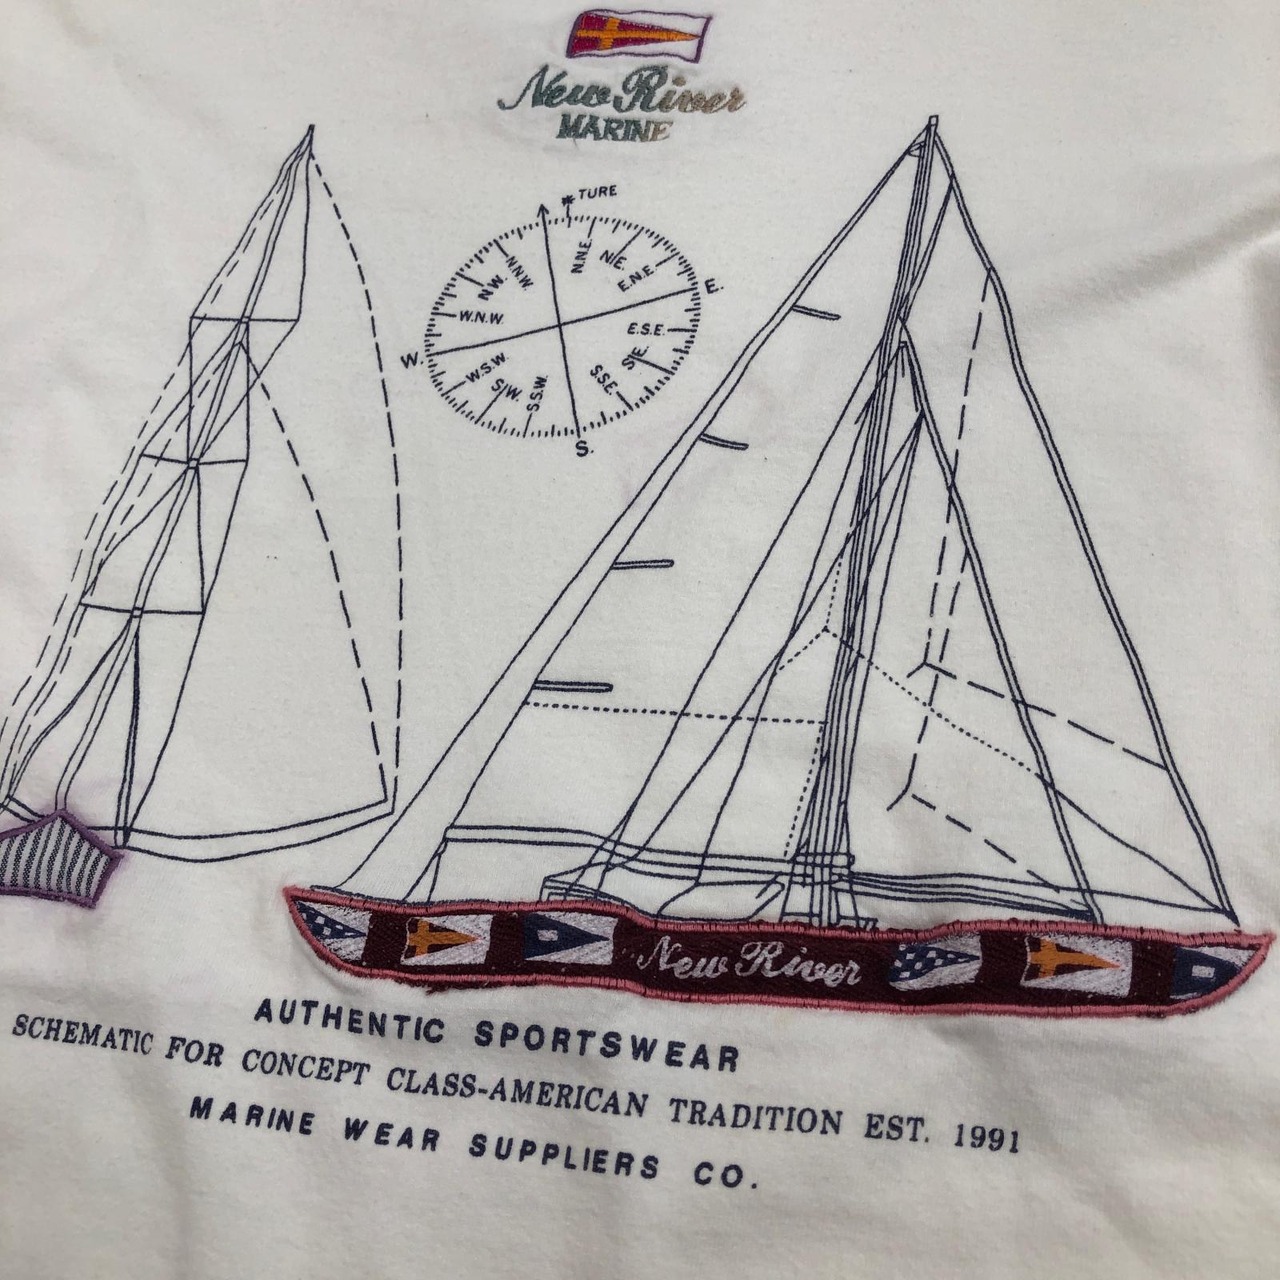 New River
MARINE
TURE
N.N.W.
N.N.E.
N/E.
N.W.
E.N.E.
E.
W.N.W.
E.S.E.
W.
W.S.W
S/E.
S/W.
S.S.W.
S.S.E.
S.
New River
AUTHENTIC SPORTSWEAR
SCHEMATIC FOR CONCEPT CLASS-AMERICAN TRADITION EST. 1991
MARINE WEAR SUPPLIERS CO.